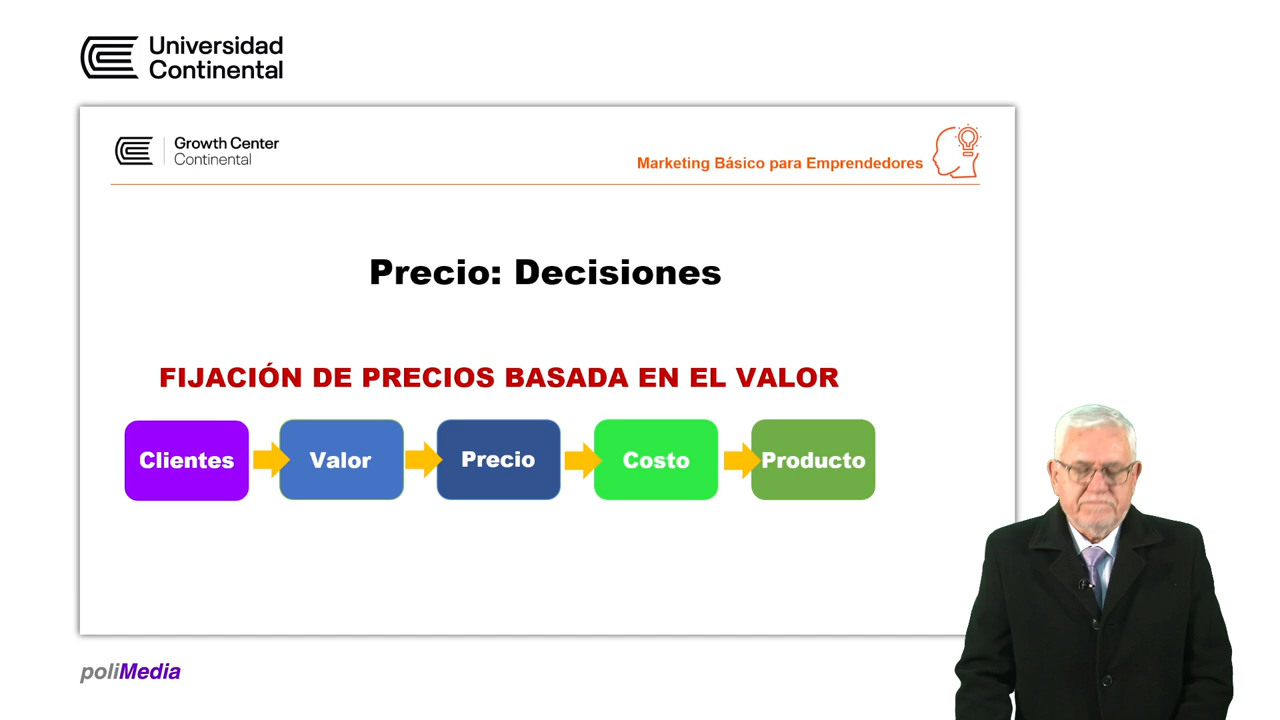 Universidad
Continental
Growth Center
Continental
Marketing Básico para Emprendedores
Precio: Decisiones
FIJACIÓN DE PRECIOS BASADA EN EL VALOR
Clientes
Valor
Precio
Costo
Producto
poliMedia